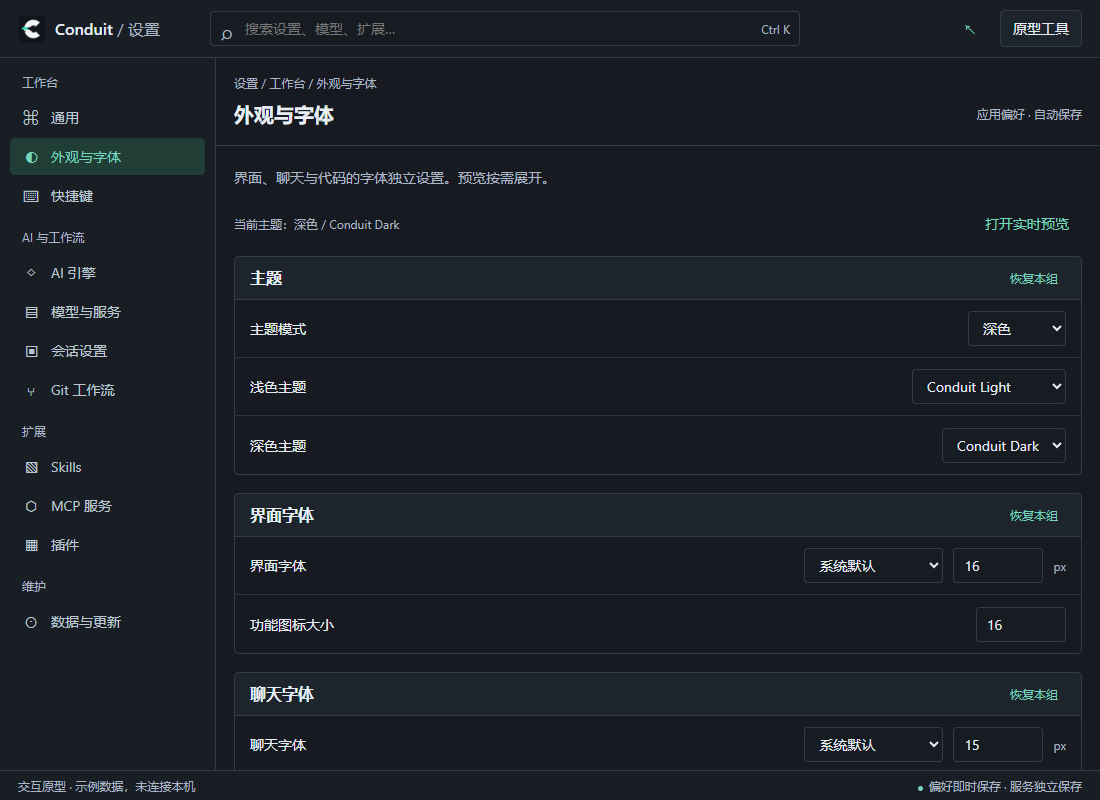 Conduit / 设置
搜索设置、模型、扩展...
Ctrl K
原型工具
工作台
通用
外观与字体
快捷键
AI 与工作流
AI 引擎
模型与服务
会话设置
Git 工作流
扩展
Skills
MCP 服务
插件
维护
数据与更新
设置 / 工作台 / 外观与字体
外观与字体
应用偏好 · 自动保存
界面、聊天与代码的字体独立设置。预览按需展开。
当前主题：深色 / Conduit Dark
打开实时预览
主题
恢复本组
主题模式
深色
浅色主题
Conduit Light
深色主题
Conduit Dark
界面字体
恢复本组
界面字体
系统默认
16
px
功能图标大小
16
聊天字体
恢复本组
聊天字体
系统默认
15
px
交互原型 · 示例数据，未连接本机
偏好即时保存 · 服务独立保存